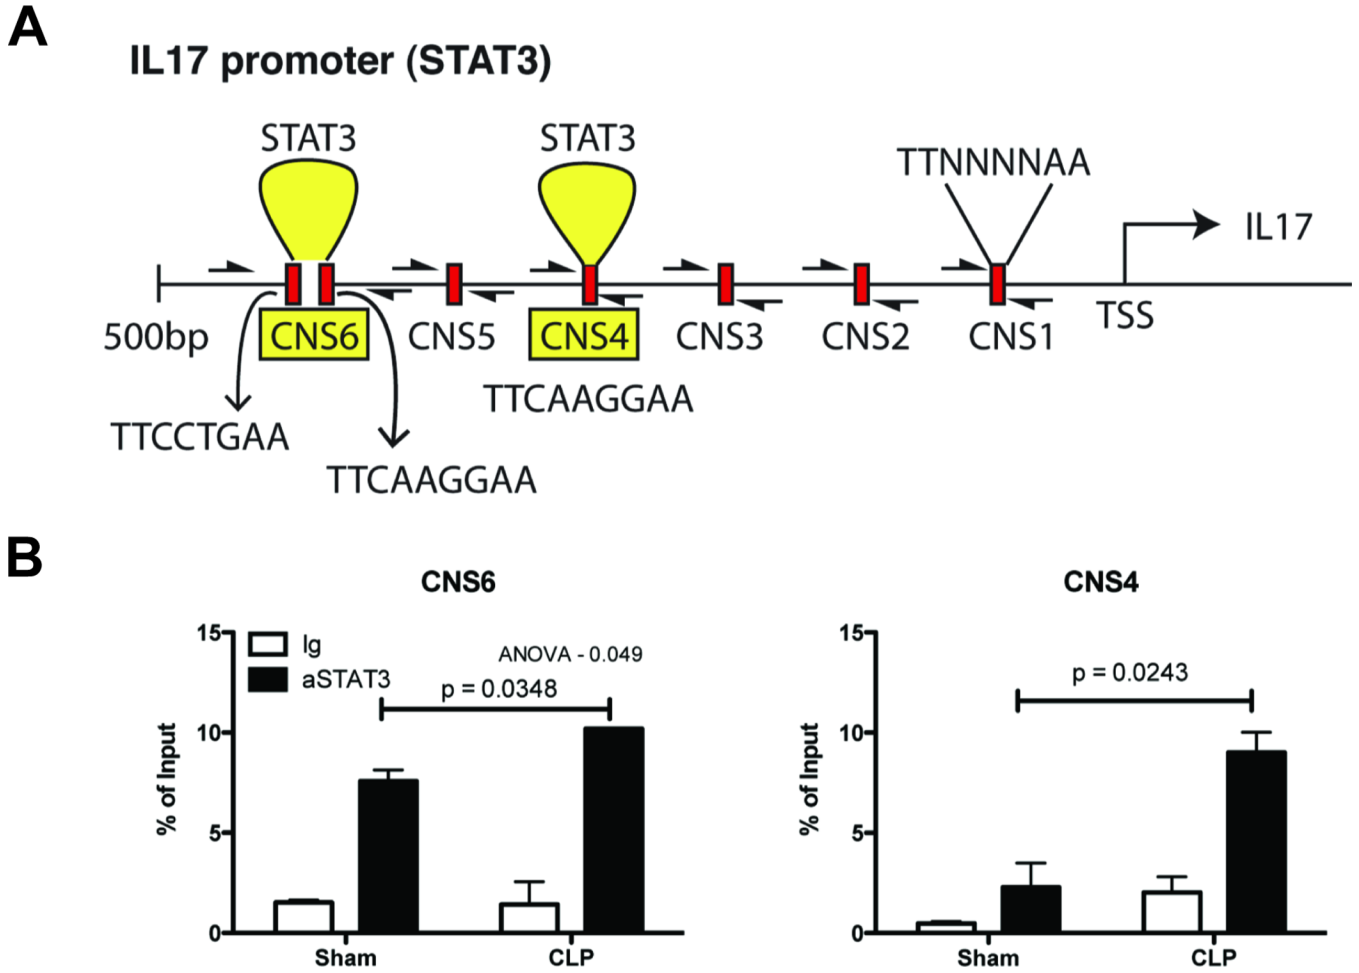 A
IL17 promoter (STAT3)
STAT3
STAT3
TTNNNNAA
IL17
500bp
CNS6
CNS5
CNS4
CNS3
CNS2
CNS1
TSS
TTCCTGAA
TTCAAGGAA
TTCAAGGAA
B
CNS6
% of Input
15
10
5
0
Ig
aSTAT3
ANOVA - 0.049
p = 0.0348
Sham
CLP
CNS4
% of Input
15
10
5
0
p = 0.0243
Sham
CLP